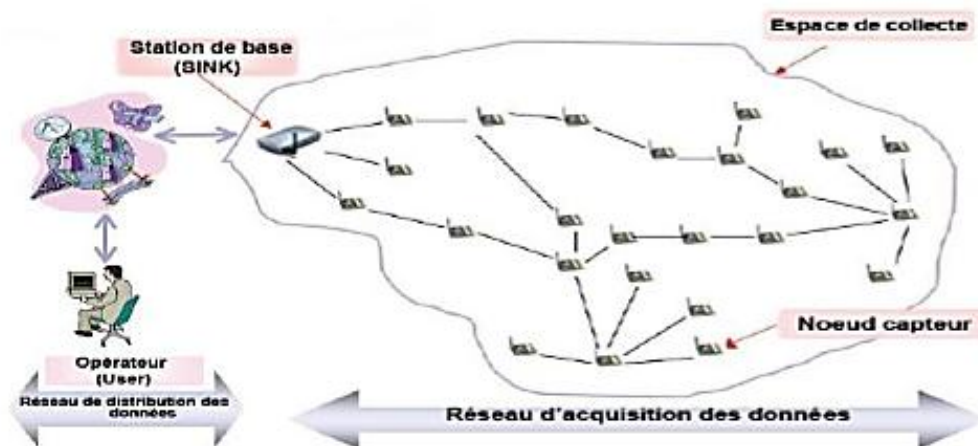 Espace de collecte
Station de base
(SINK)
Noeud capteur
Opérateur
(User)
Réseau de distribution des
données
Réseau d'acquisition des données